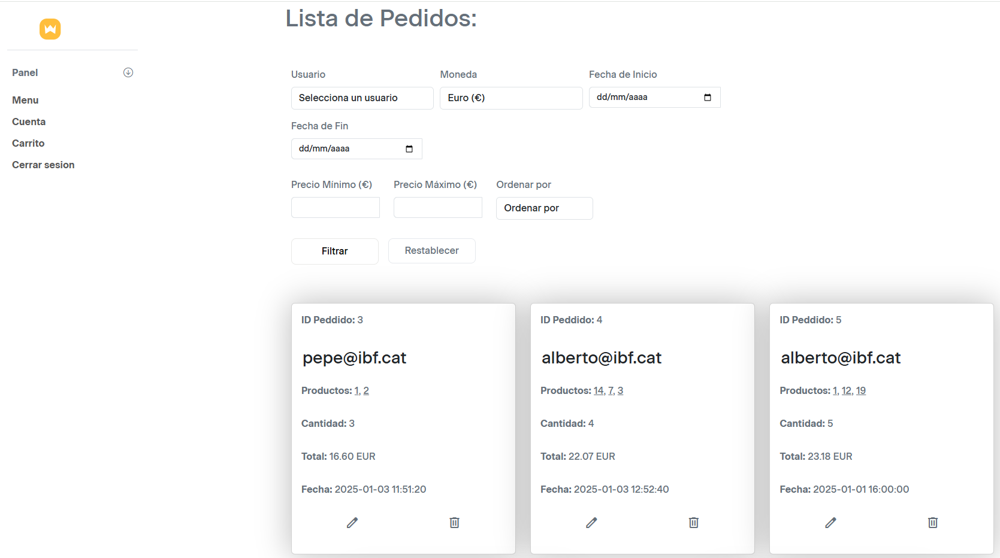 Lista de Pedidos:
Panel
Menu
Cuenta
Carrito
Cerrar sesion
Usuario Moneda Fecha de Inicio
Selecciona un usuario Euro (€) dd/mm/aaaa
Fecha de Fin
dd/mm/aaaa
Precio Mínimo (€) Precio Máximo (€) Ordenar por
Ordenar por
Filtrar Restablecer
ID Peddido: 3
pepe@ibf.cat
Productos: 1, 2
Cantidad: 3
Total: 16.60 EUR
Fecha: 2025-01-03 11:51:20
ID Peddido: 4
alberto@ibf.cat
Productos: 14, 7, 3
Cantidad: 4
Total: 22.07 EUR
Fecha: 2025-01-03 12:52:40
ID Peddido: 5
alberto@ibf.cat
Productos: 1, 12, 19
Cantidad: 5
Total: 23.18 EUR
Fecha: 2025-01-01 16:00:00